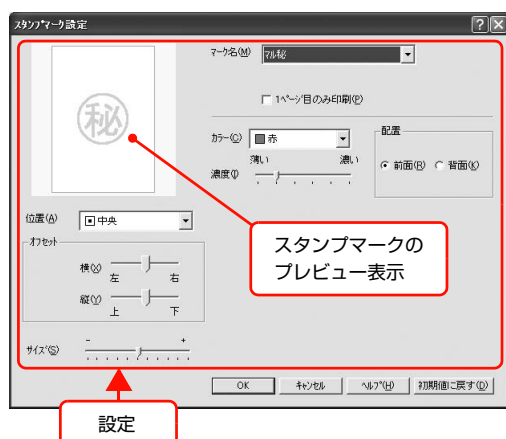 スタンプマーク設定
マーク名(M) マル秘
1ページ目のみ印刷(P)
秘
カラー(C) 赤
薄い 濃い
濃度(I)
配置
前面(R) 背面(K)
位置(A) 中央
オフセット
横(X)
左 右
縦(Y)
上 下
サイズ(S)
- +
スタンプマークの
プレビュー表示
OK キャンセル ヘルプ(H) 初期値に戻す(D)
設定